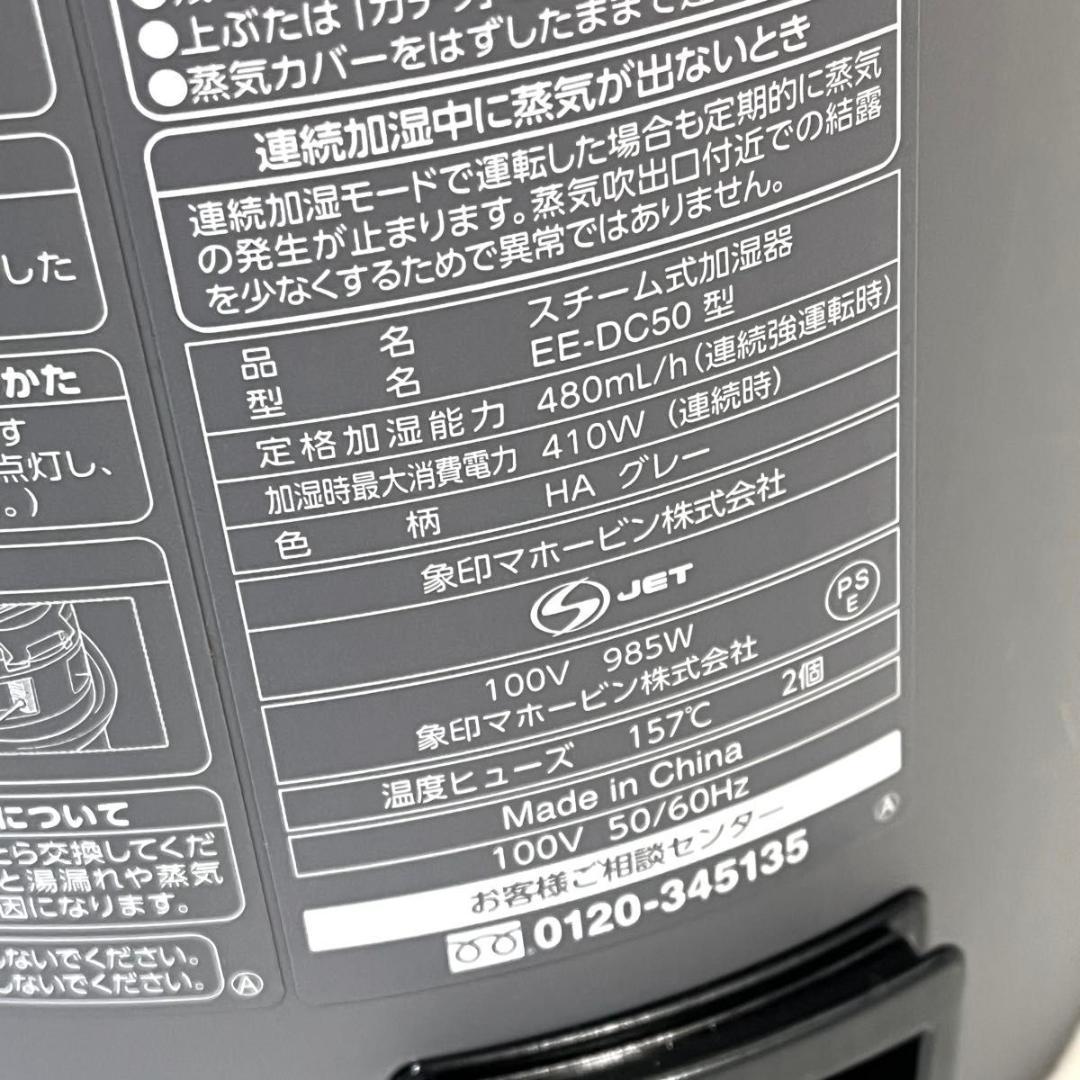 ●上ぶたは「カチッ」
●蒸気カバーをはずしたままで
連続加湿中に蒸気が出ないとき
連続加湿モードで運転した場合も定期的に蒸気
の発生が止まります。蒸気吹出口付近での結露
を少なくするためで異常ではありません。
品名 スチーム式加湿器
型名 EE-DC50 型
定格加湿能力 480mL/h（連続強運転時）
加湿時最大消費電力 410W（連続時）
色柄 HA グレー
象印マホービン株式会社
S JET
100V 985W
PS
E
象印マホービン株式会社
温度ヒューズ 157℃ 2個
Made in China
100V 50/60Hz
お客様ご相談センター
0120-345135
Ⓐ
した
かた
す
点灯し、
。）
について
ら交換してくだ
と湯漏れや蒸気
因になります。
ないでください。
しないでください。
Ⓐ